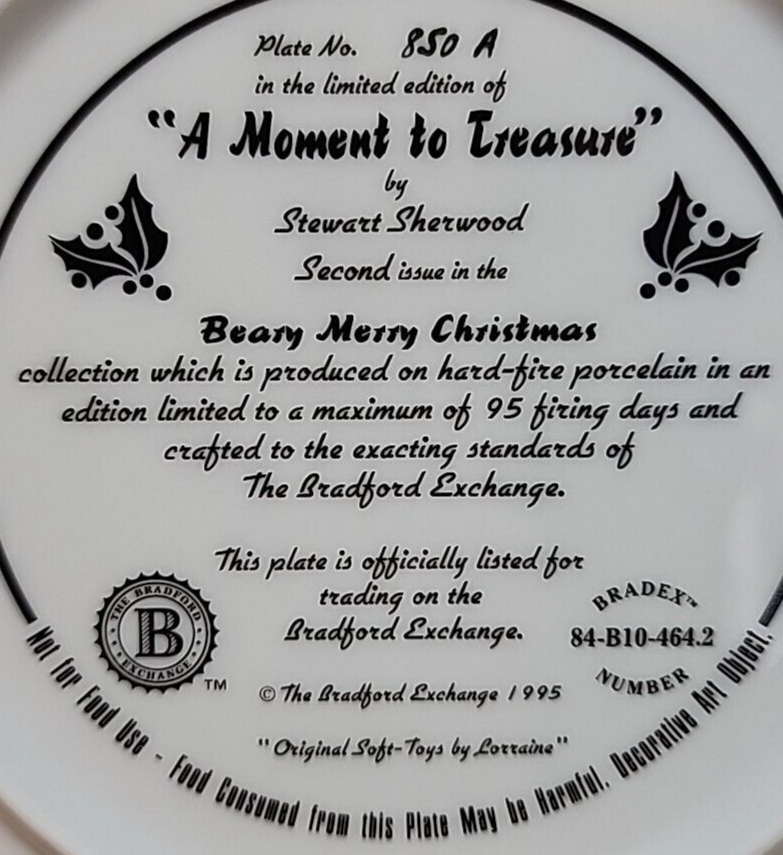 Plate No. 850 A
in the limited edition of
"A Moment to Treasure"
by
Stewart Sherwood
Second issue in the
Beary Merry Christmas
collection which is produced on hard-fire porcelain in an
edition limited to a maximum of 95 firing days and
crafted to the exacting standards of
The Bradford Exchange.
This plate is officially listed for
trading on the
Bradford Exchange.
THE BRADFORD
B
EXCHANGE
TM
BRADEX™
84-B10-464.2
NUMBER
© The Bradford Exchange 1995
"Original Soft-Toys by Lorraine"
Not for Food Use - Food Consumed from this Plate May be Harmful. Decorative Art Object.